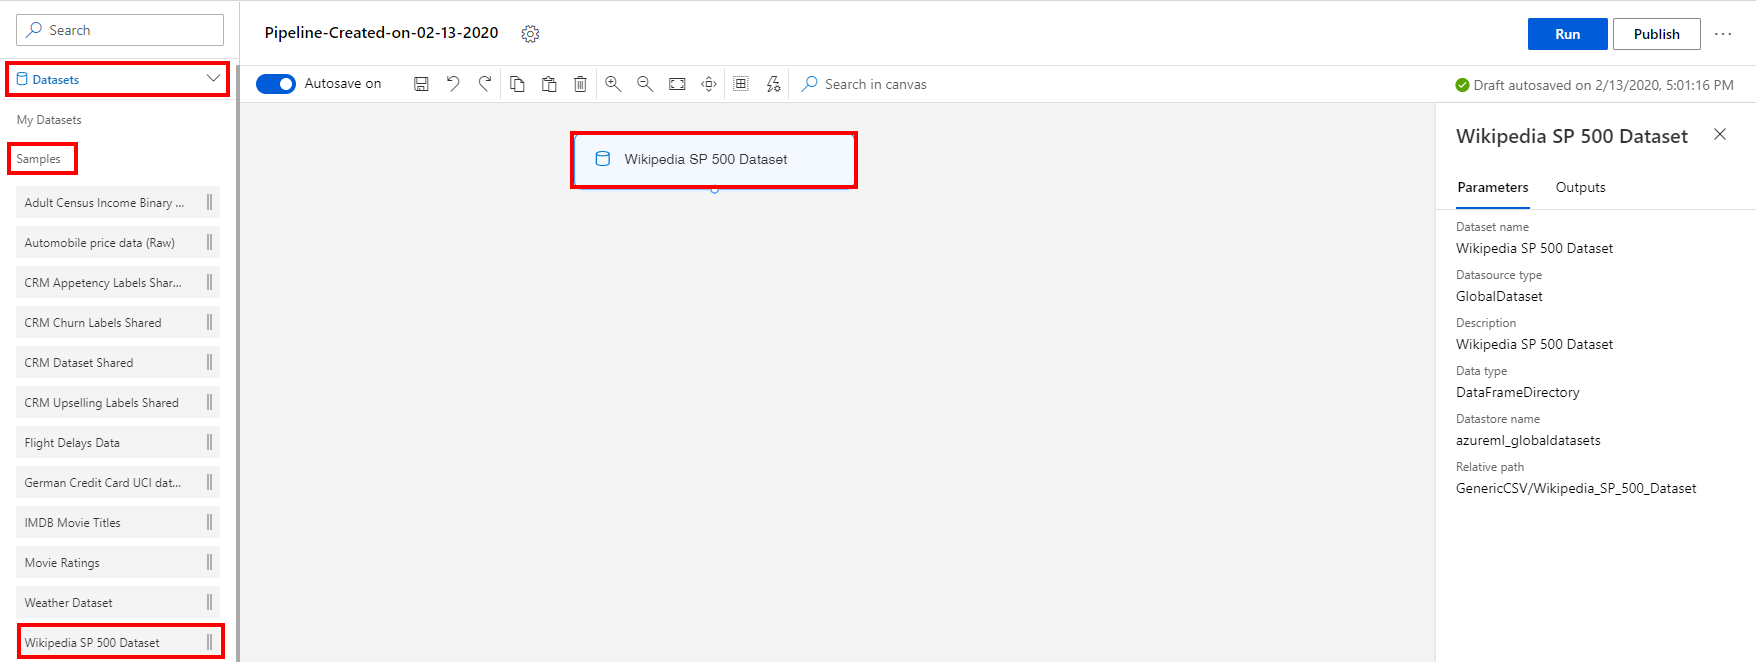 Search
Datasets
My Datasets
Samples
Adult Census Income Binary ...
Automobile price data (Raw)
CRM Appetency Labels Shar...
CRM Churn Labels Shared
CRM Dataset Shared
CRM Upselling Labels Shared
Flight Delays Data
German Credit Card UCI dat...
IMDB Movie Titles
Movie Ratings
Weather Dataset
Wikipedia SP 500 Dataset
Pipeline-Created-on-02-13-2020
Run
Publish
Autosave on
Search in canvas
Draft autosaved on 2/13/2020, 5:01:16 PM
Wikipedia SP 500 Dataset
Wikipedia SP 500 Dataset
Parameters
Outputs
Dataset name
Wikipedia SP 500 Dataset
Datasource type
GlobalDataset
Description
Wikipedia SP 500 Dataset
Data type
DataFrameDirectory
Datastore name
azureml_globaldatasets
Relative path
GenericCSV/Wikipedia_SP_500_Dataset